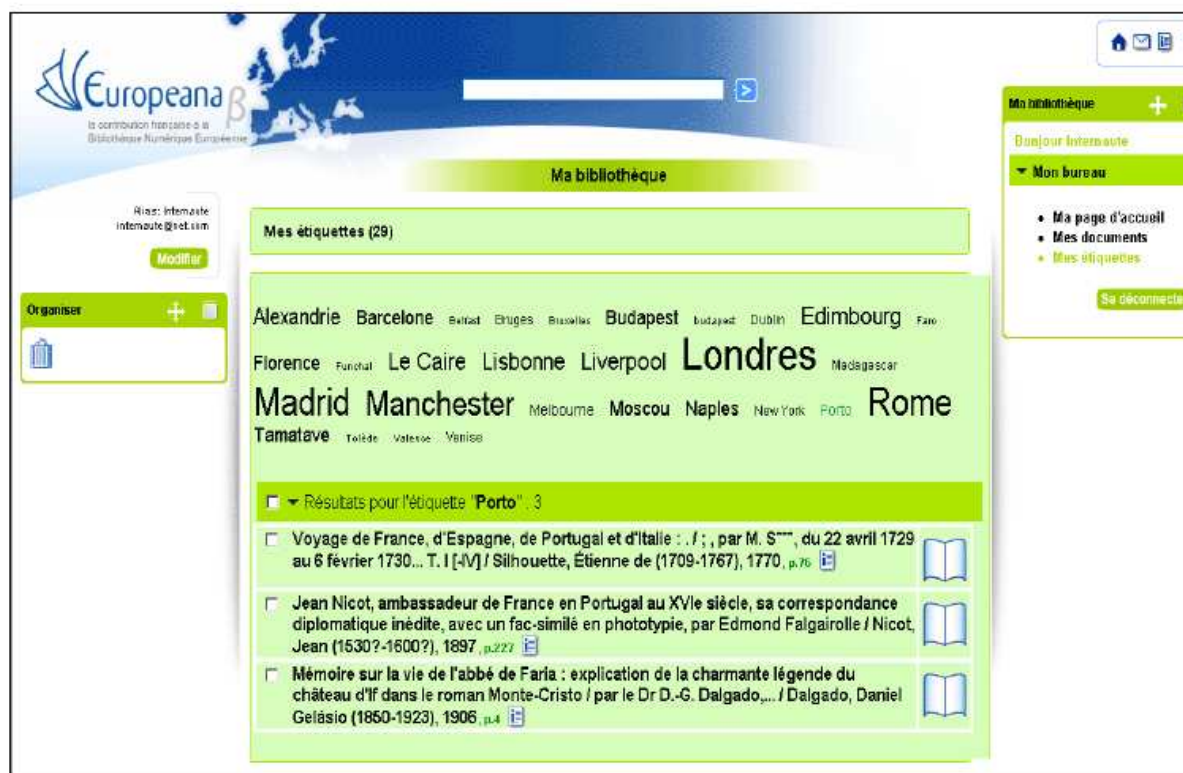 Europeana β
la contribution française à la
Bibliothèque Numérique Européenne
Ma bibliothèque
Alias: Internaute
internaute@net.com
Modifier
Organiser
Mes étiquettes (29)
Alexandrie Barcelone Belfast Bruges Bruxelles Budapest budapest Dublin Edimbourg Faro
Florence Funchal Le Caire Lisbonne Liverpool Londres Madagascar
Madrid Manchester Melbourne Moscou Naples New York Porto Rome
Tamatave Tolède Valence Venise
Résultats pour l'étiquette "Porto" . 3
Voyage de France, d'Espagne, de Portugal et d'Italie : . / ; , par M. S***, du 22 avril 1729
au 6 février 1730... T. I [-IV] / Silhouette, Étienne de (1709-1767), 1770, p.76
Jean Nicot, ambassadeur de France en Portugal au XVIe siècle, sa correspondance
diplomatique inédite, avec un fac-similé en phototypie, par Edmond Falgairolle / Nicot,
Jean (1530?-1600?), 1897, p.227
Mémoire sur la vie de l'abbé de Faria : explication de la charmante légende du
château d'If dans le roman Monte-Cristo / par le Dr D.-G. Dalgado,... / Dalgado, Daniel
Gelásio (1850-1923), 1906, p.4
Ma bibliothèque
Bonjour Internaute
Mon bureau
Ma page d'accueil
Mes documents
Mes étiquettes
Se déconnecte